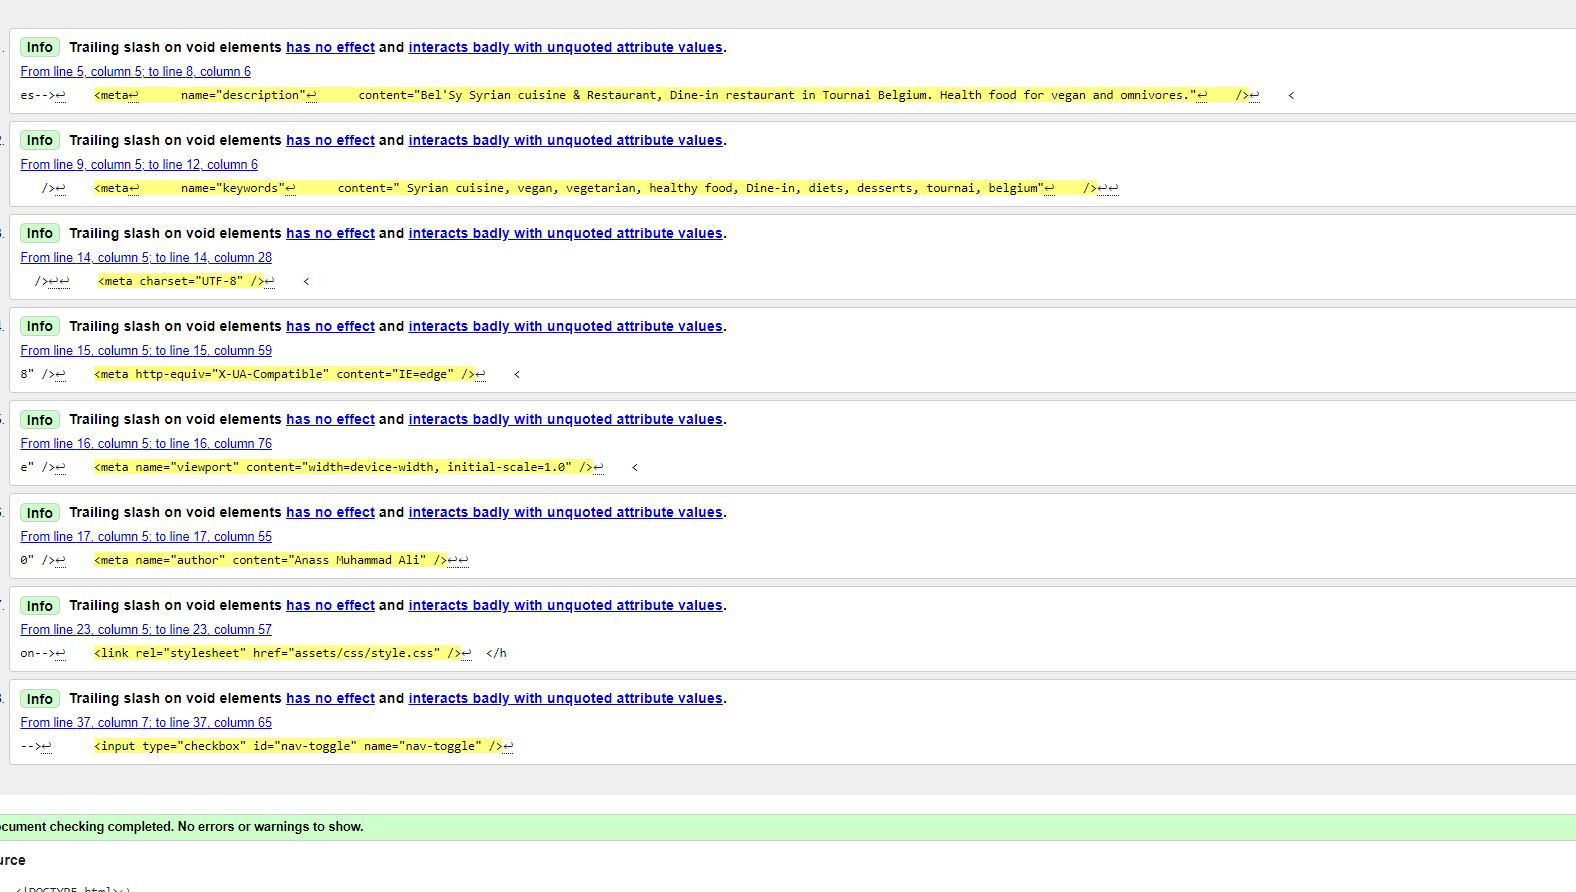 Info Trailing slash on void elements has no effect and interacts badly with unquoted attribute values.
From line 5, column 5; to line 8, column 6
es-->↩    <meta↩      name="description"↩      content="Bel'Sy Syrian cuisine & Restaurant, Dine-in restaurant in Tournai Belgium. Health food for vegan and omnivores."↩    />↩    <
Info Trailing slash on void elements has no effect and interacts badly with unquoted attribute values.
From line 9, column 5; to line 12, column 6
/>↩    <meta↩      name="keywords"↩      content=" Syrian cuisine, vegan, vegetarian, healthy food, Dine-in, diets, desserts, tournai, belgium"↩    />↩↩
Info Trailing slash on void elements has no effect and interacts badly with unquoted attribute values.
From line 14, column 5; to line 14, column 28
/>↩↩    <meta charset="UTF-8" />↩    <
Info Trailing slash on void elements has no effect and interacts badly with unquoted attribute values.
From line 15, column 5; to line 15, column 59
8" />↩    <meta http-equiv="X-UA-Compatible" content="IE=edge" />↩    <
Info Trailing slash on void elements has no effect and interacts badly with unquoted attribute values.
From line 16, column 5; to line 16, column 76
e" />↩    <meta name="viewport" content="width=device-width, initial-scale=1.0" />↩    <
Info Trailing slash on void elements has no effect and interacts badly with unquoted attribute values.
From line 17, column 5; to line 17, column 55
0" />↩    <meta name="author" content="Anass Muhammad Ali" />↩↩
Info Trailing slash on void elements has no effect and interacts badly with unquoted attribute values.
From line 23, column 5; to line 23, column 57
on-->↩    <link rel="stylesheet" href="assets/css/style.css" />↩  </h
Info Trailing slash on void elements has no effect and interacts badly with unquoted attribute values.
From line 37, column 7; to line 37, column 65
-->↩      <input type="checkbox" id="nav-toggle" name="nav-toggle" />↩
ocument checking completed. No errors or warnings to show.
urce
<!DOCTYPE html>↩